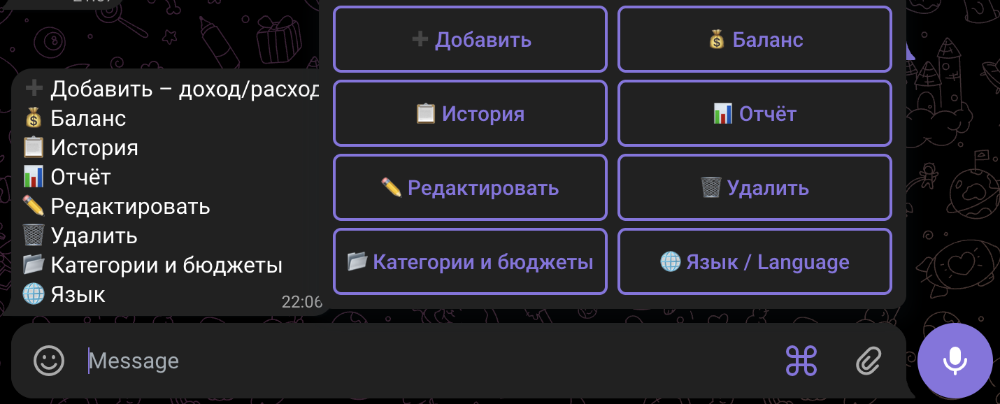 Добавить – доход/расход
Баланс
История
Отчёт
Редактировать
Удалить
Категории и бюджеты
Язык
22:06
Добавить
Баланс
История
Отчёт
Редактировать
Удалить
Категории и бюджеты
Язык / Language
Message